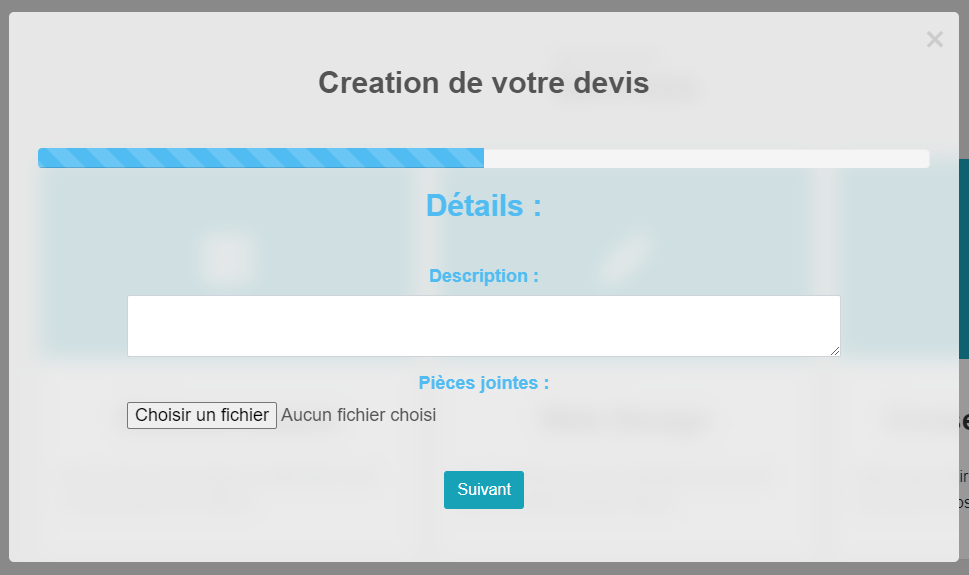 ×
Creation de votre devis
Détails :
Description :
Pièces jointes :
Choisir un fichier Aucun fichier choisi
Suivant